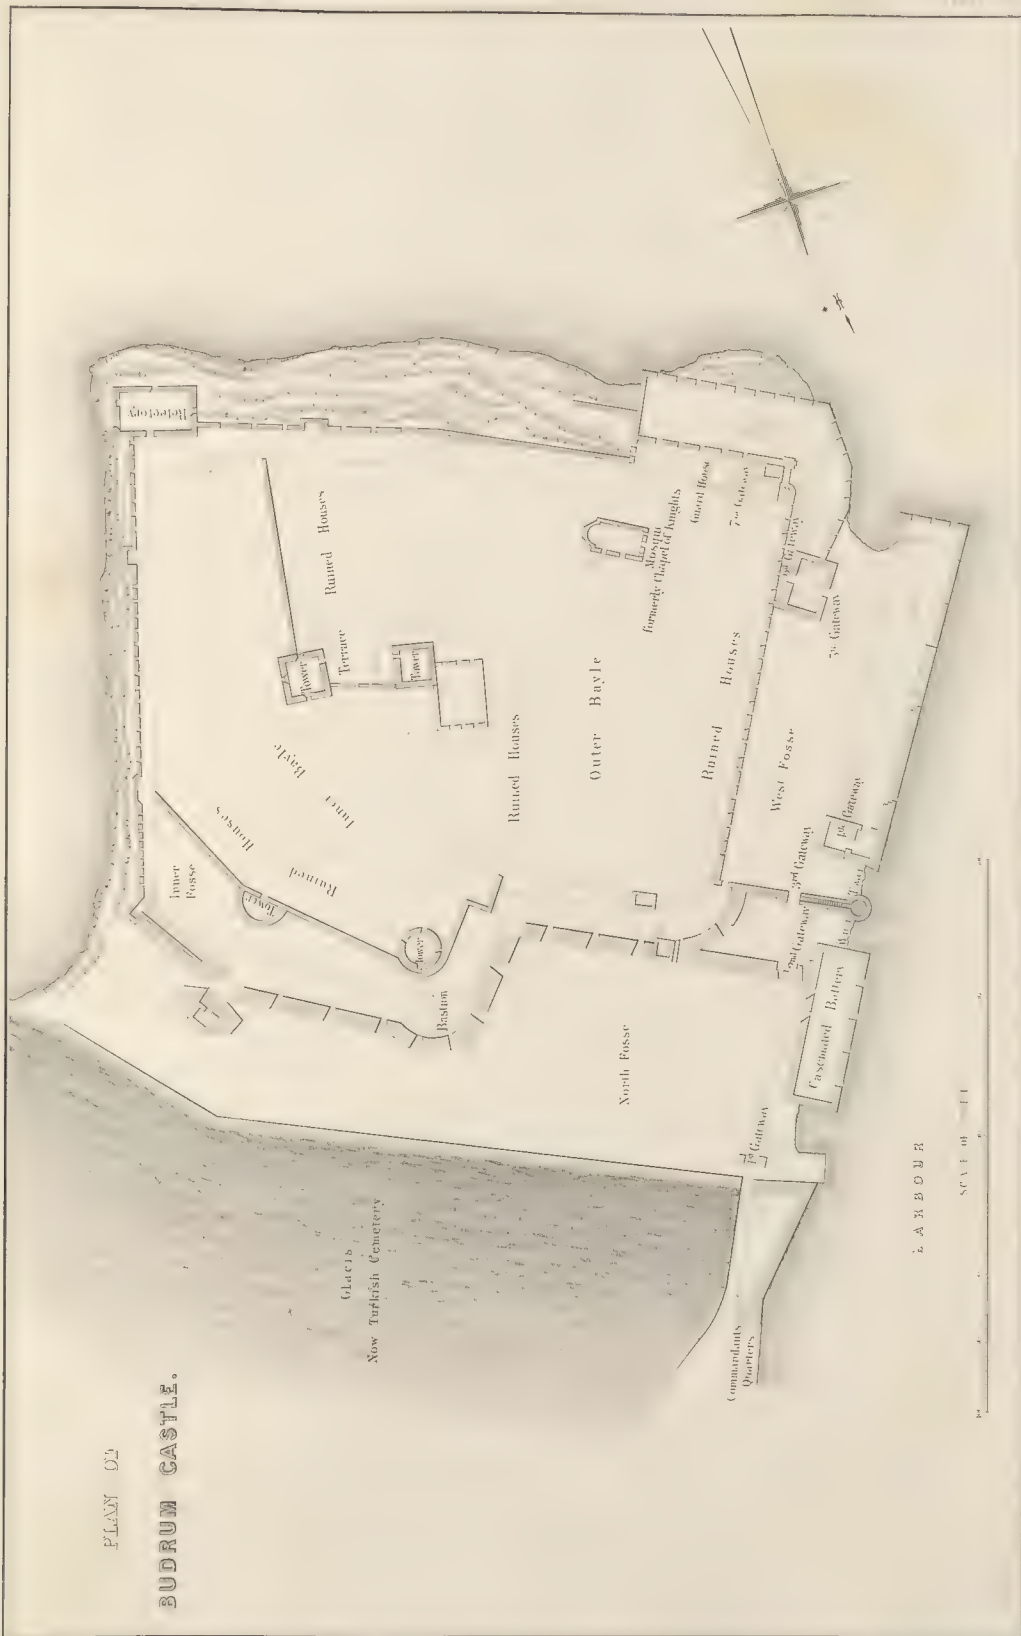 PLAN OF
BUDRUM CASTLE.
Glacis
Now Turkish Cemetery
Commandants
Quarters
1st Gateway
North Fosse
Bastion
Casemated Battery
2nd Gateway
3rd Gateway
4th Gateway
West Fosse
5th Gateway
Gateway
7th Gateway
Guard House
Mosque
formerly Chapel of Knights
Ruined Houses
Outer Bayle
Ruined Houses
Tower
Tower
Terrace
Ruined Houses
Inner Bayle
Ruined Houses
Tower
Tower
Inner
Fosse
Refectory
HARBOUR
SCALE OF